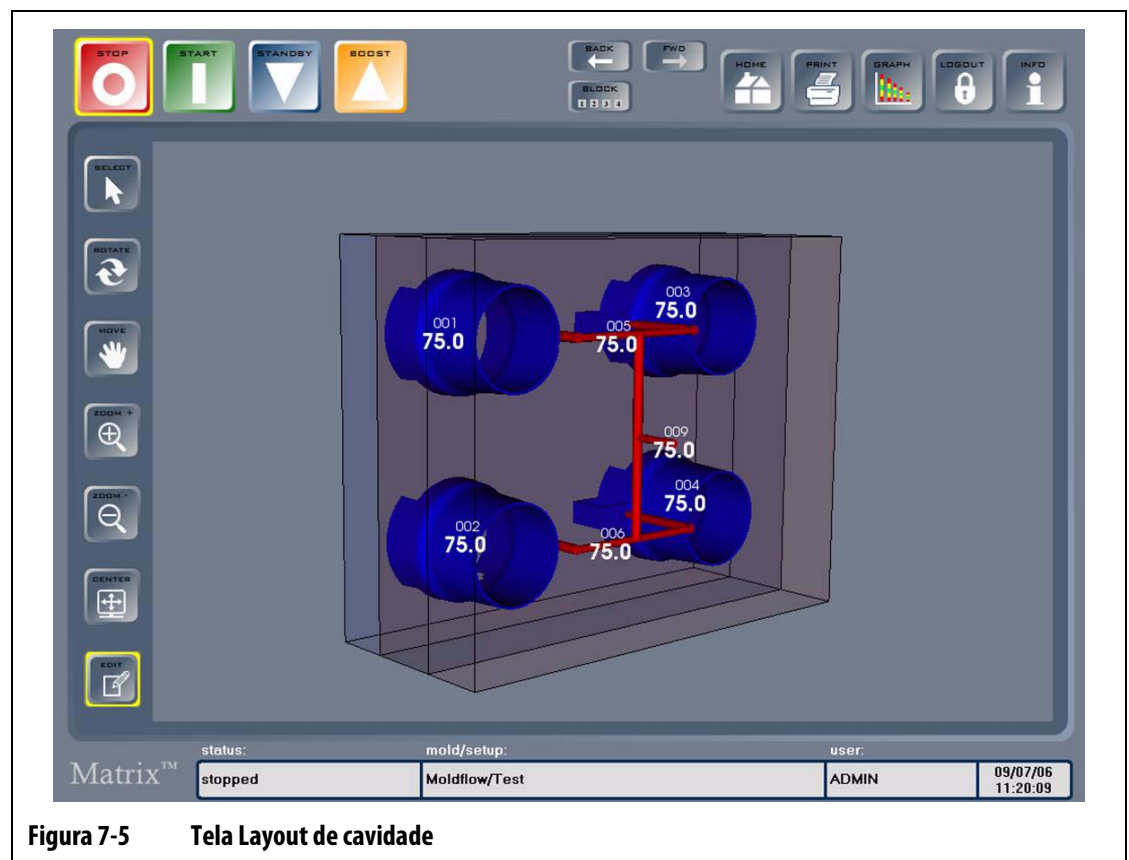 STOP START STANDBY BOOST BACK FWD HOME PRINT GRAPH LOGOUT INFO
BLOCK
1 2 3 4
SELECT
ROTATE
MOVE
ZOOM +
ZOOM -
CENTER
EDIT
001
75.0
003
75.0
005
75.0
009
75.0
004
75.0
002
75.0
006
75.0
status: mold/setup: user:
Matrix™ stopped Moldflow/Test ADMIN 09/07/06
11:20:09
Figura 7-5 Tela Layout de cavidade